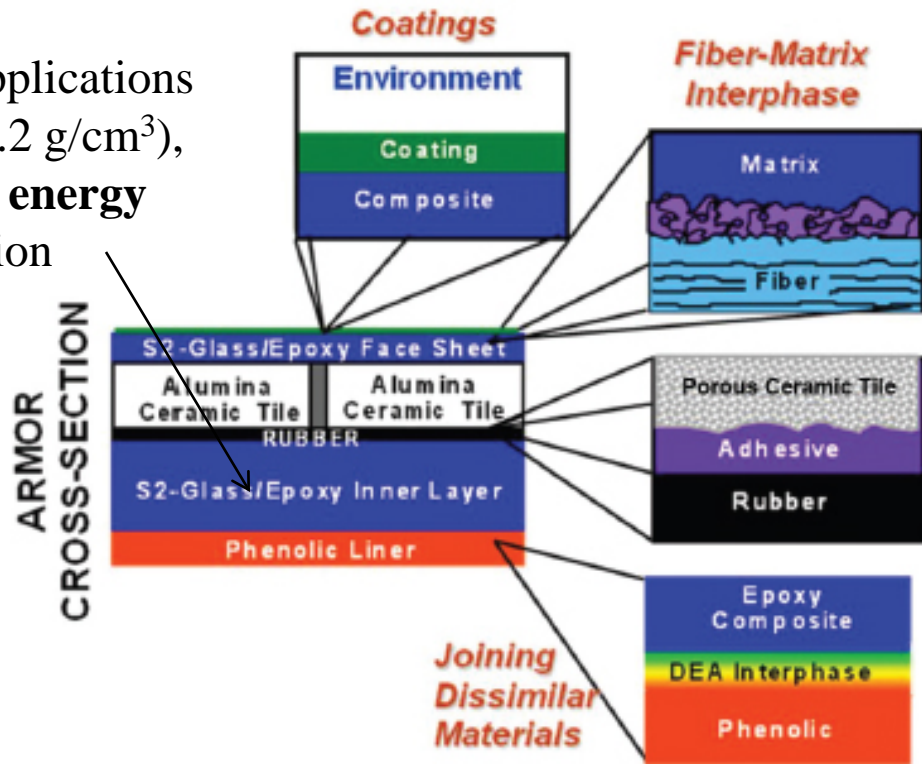 Coatings
pplications
.2 g/cm³),
energy
tion
Environment
Coating
Composite
Fiber-Matrix
Interphase
Matrix
Fiber
ARMOR
CROSS-SECTION
S2-Glass/Epoxy Face Sheet
Alumina
Ceramic Tile
Alumina
Ceramic Tile
RUBBER
S2-Glass/Epoxy Inner Layer
Phenolic Liner
Porous Ceramic Tile
Adhesive
Rubber
Joining
Dissimilar
Materials
Epoxy
Composite
DEA Interphase
Phenolic